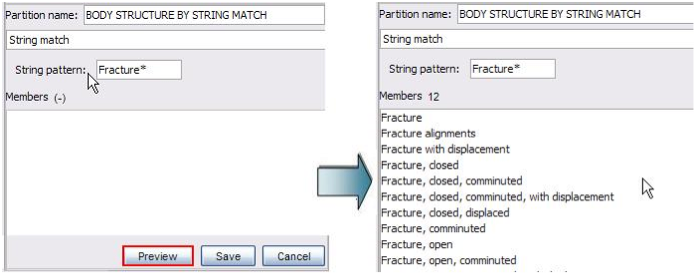 Partition name: BODY STRUCTURE BY STRING MATCH
String match
String pattern: Fracture*
Members (-)
Preview Save Cancel
Partition name: BODY STRUCTURE BY STRING MATCH
String match
String pattern: Fracture*
Members 12
Fracture
Fracture alignments
Fracture with displacement
Fracture, closed
Fracture, closed, comminuted
Fracture, closed, comminuted, with displacement
Fracture, closed, displaced
Fracture, comminuted
Fracture, open
Fracture, open, comminuted